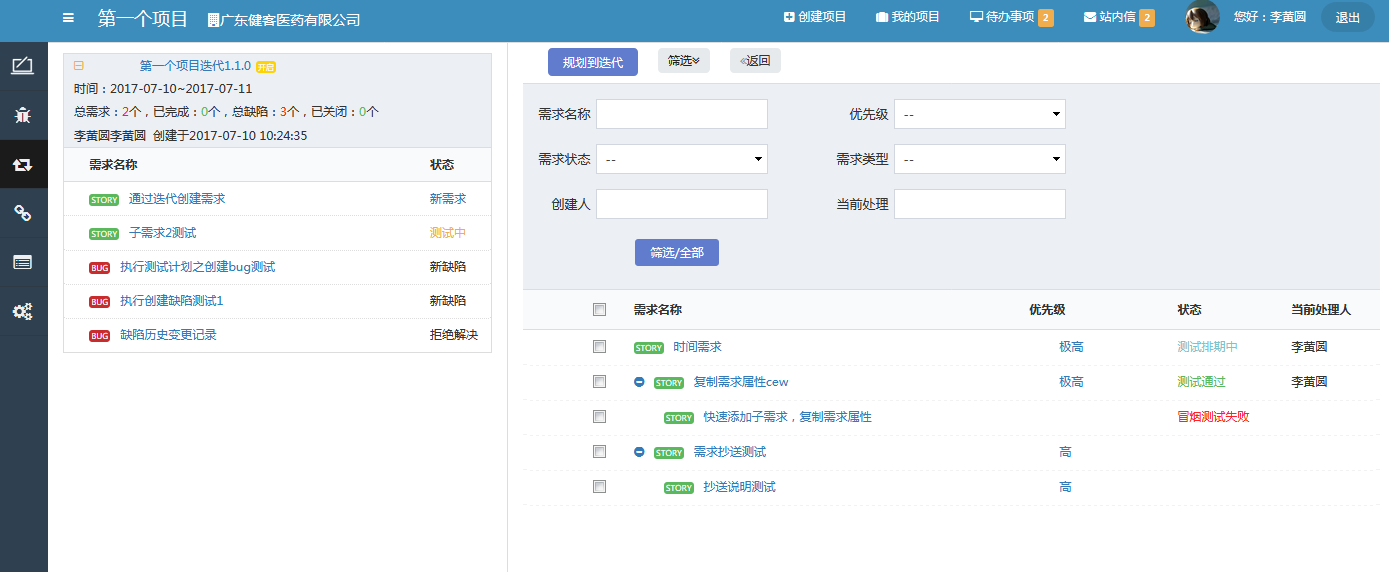 第一个项目 广东健客医药有限公司 创建项目 我的项目 待办事项 2 站内信 2 您好：李黄圆 退出
第一个项目迭代1.1.0 开启
时间：2017-07-10~2017-07-11
总需求：2个，已完成：0个，总缺陷：3个，已关闭：0个
李黄圆李黄圆 创建于2017-07-10 10:24:35
需求名称 状态
STORY 通过迭代创建需求 新需求
STORY 子需求2测试 测试中
BUG 执行测试计划之创建bug测试 新缺陷
BUG 执行创建缺陷测试1 新缺陷
BUG 缺陷历史变更记录 拒绝解决
规划到迭代 筛选 返回
需求名称 优先级 --
需求状态 -- 需求类型 --
创建人 当前处理
筛选/全部
需求名称 优先级 状态 当前处理人
STORY 时间需求 极高 测试排期中 李黄圆
STORY 复制需求属性cew 极高 测试通过 李黄圆
STORY 快速添加子需求，复制需求属性 冒烟测试失败
STORY 需求抄送测试 高
STORY 抄送说明测试 高